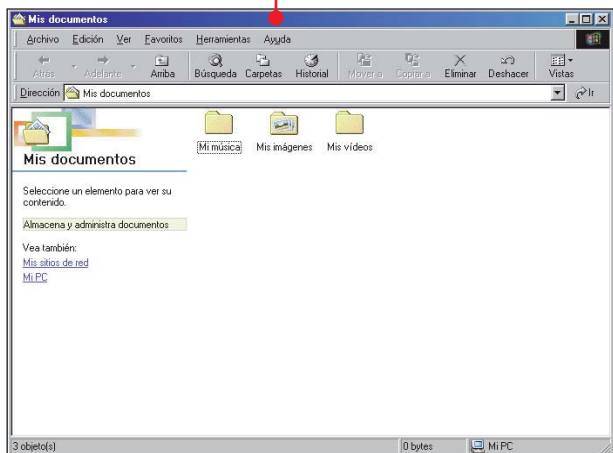 Mis documentos
Archivo Edición Ver Favoritos Herramientas Ayuda
Atrás Adelante Arriba Búsqueda Carpetas Historial Mover a Copiar a Eliminar Deshacer Vistas
Dirección Mis documentos Ir
Mi música Mis imágenes Mis vídeos
Mis documentos
Seleccione un elemento para ver su
contenido.
Almacena y administra documentos
Vea también:
Mis sitios de red
Mi PC
3 objeto(s) 0 bytes Mi PC